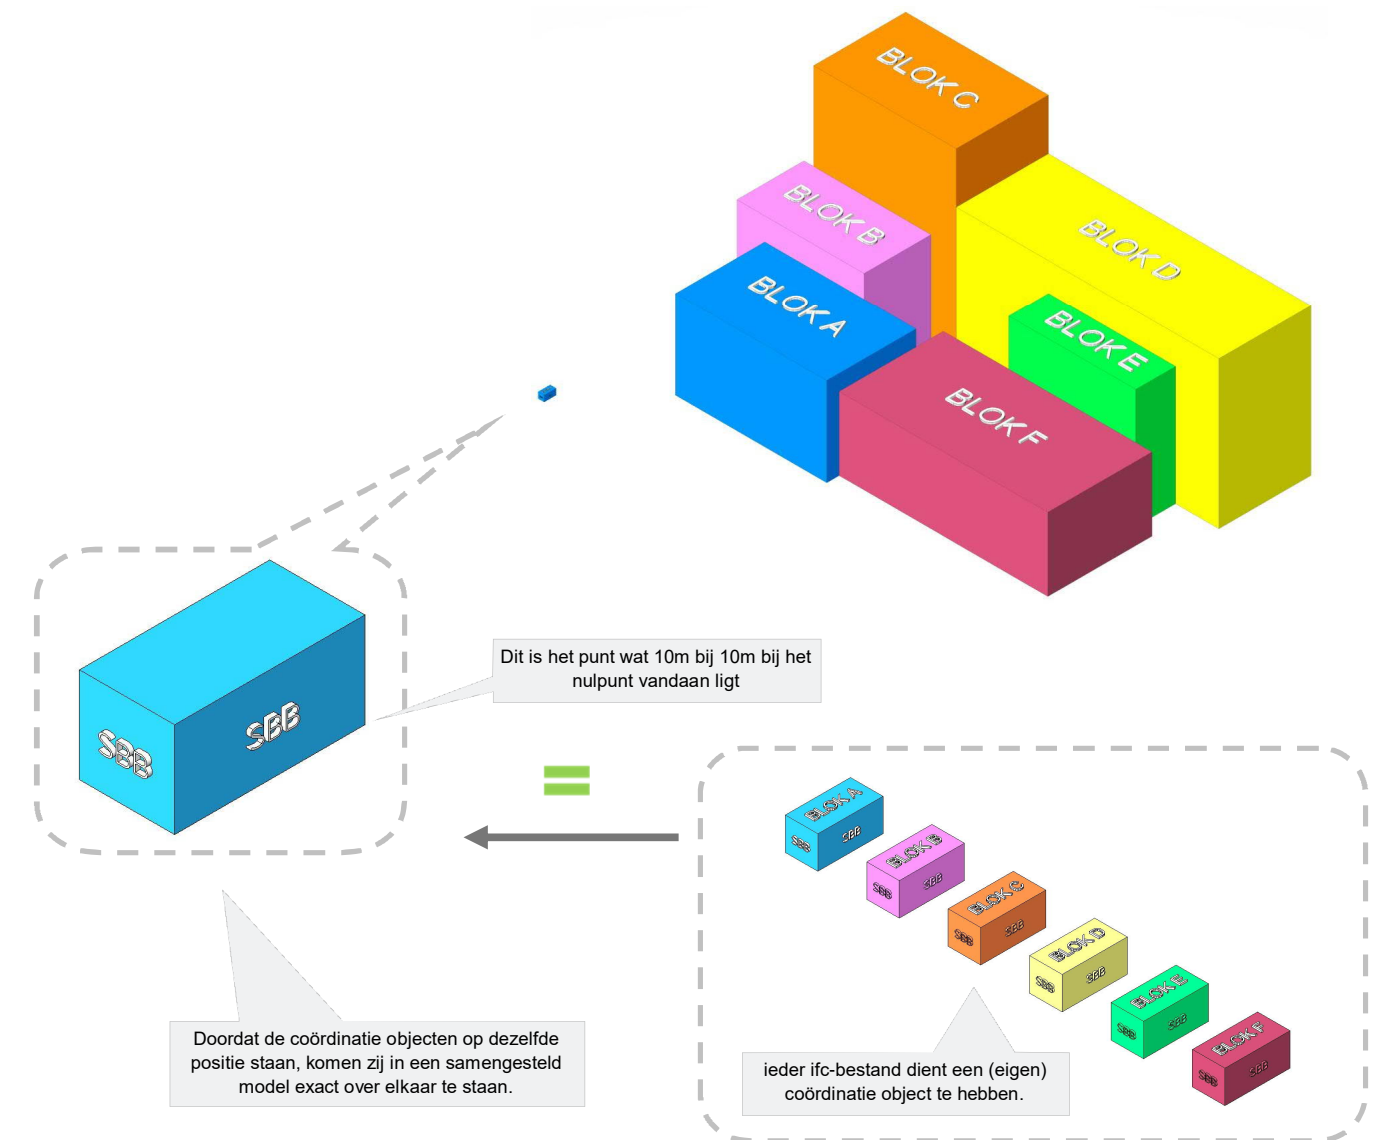 BLOK C
BLOK B
BLOK D
BLOK A
BLOK E
BLOK F
SBB
SBB
Dit is het punt wat 10m bij 10m bij het
nulpunt vandaan ligt
BLOK A
SBB
SBB
BLOK B
SBB
SBB
BLOK C
SBB
SBB
BLOK D
SBB
SBB
BLOK E
SBB
SBB
BLOK F
SBB
SBB
Doordat de coördinatie objecten op dezelfde
positie staan, komen zij in een samengesteld
model exact over elkaar te staan.
ieder ifc-bestand dient een (eigen)
coördinatie object te hebben.